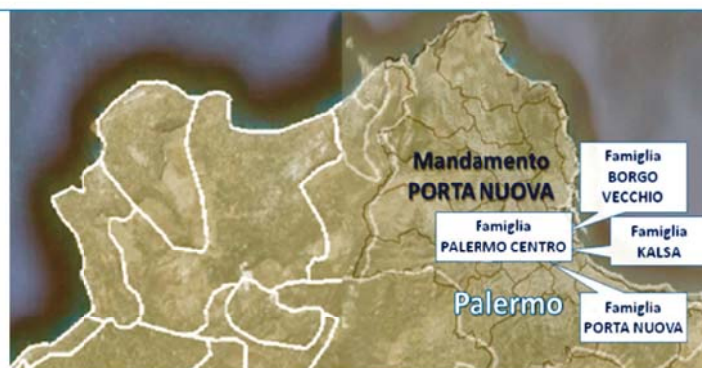 Mandamento
PORTA NUOVA
Famiglia
BORGO
VECCHIO
Famiglia
PALERMO CENTRO
Famiglia
KALSA
Palermo
Famiglia
PORTA NUOVA